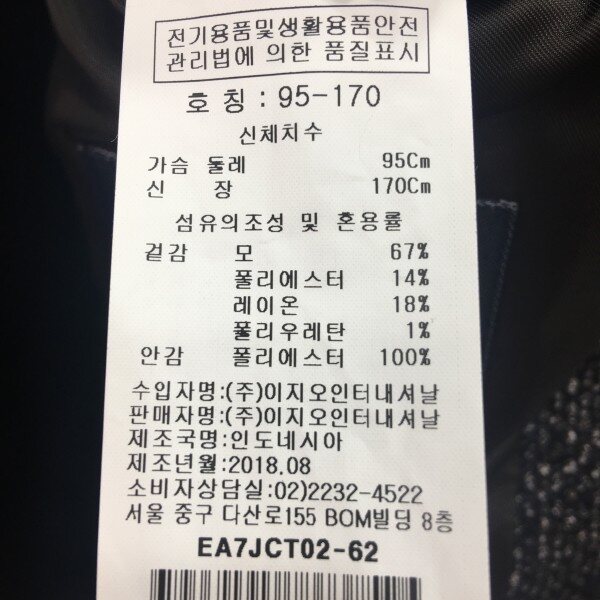 전기용품및생활용품안전
관리법에 의한 품질표시
호 칭 : 95-170
신체치수
가슴 둘레 95Cm
신 장 170Cm
섬유의조성 및 혼용률
겉감 모 67%
폴리에스터 14%
레이온 18%
폴리우레탄 1%
안감 폴리에스터 100%
수입자명:(주)이지오인터내셔날
판매자명:(주)이지오인터내셔날
제조국명:인도네시아
제조년월:2018.08
소비자상담실:02)2232-4522
서울 중구 다산로155 BOM빌딩 8층
EA7JCT02-62